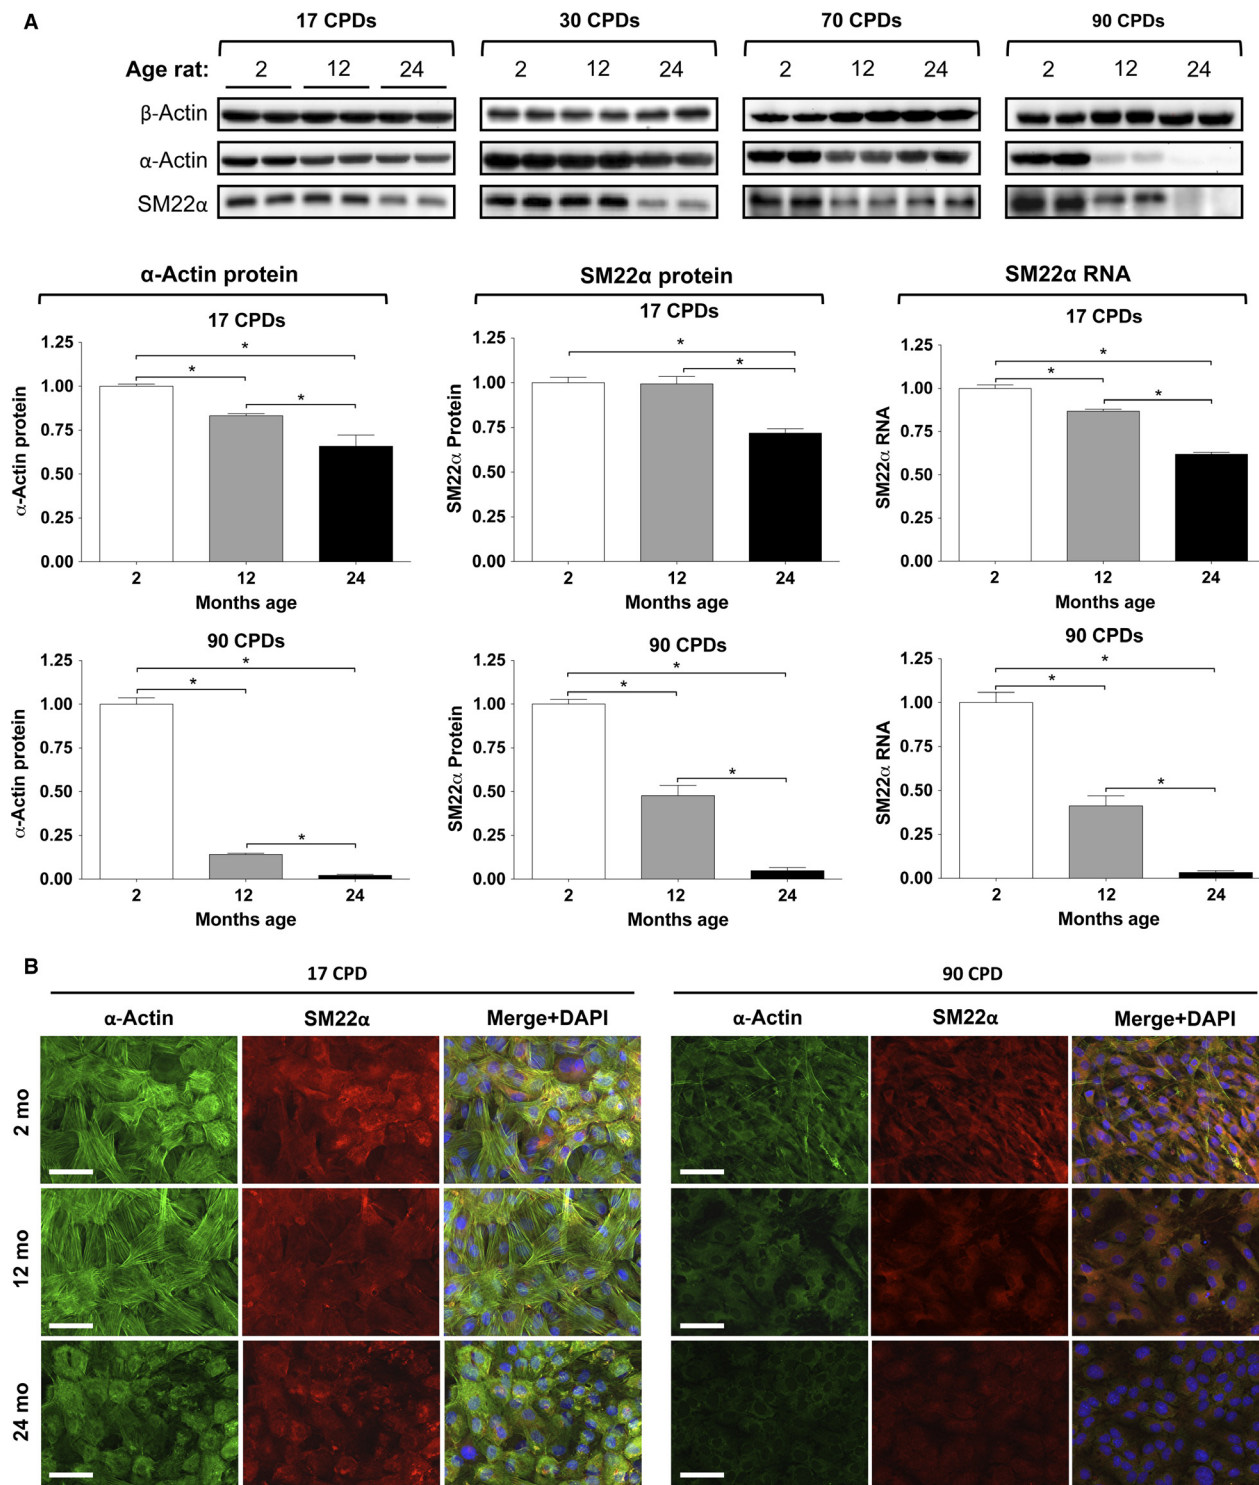 A
17 CPDs 30 CPDs 70 CPDs 90 CPDs
Age rat: 2 12 24 2 12 24 2 12 24 2 12 24
β-Actin
α-Actin
SM22α
α-Actin protein SM22α protein SM22α RNA
17 CPDs 17 CPDs 17 CPDs
α-Actin protein
1.25
1.00
0.75
0.50
0.25
0.00
* * *
2 12 24
Months age
SM22α Protein
1.25
1.00
0.75
0.50
0.25
0.00
* *
2 12 24
Months age
SM22α RNA
1.25
1.00
0.75
0.50
0.25
0.00
* * *
2 12 24
Months age
90 CPDs 90 CPDs 90 CPDs
α-Actin protein
1.25
1.00
0.75
0.50
0.25
0.00
* * *
2 12 24
Months age
SM22α Protein
1.25
1.00
0.75
0.50
0.25
0.00
* * *
2 12 24
Months age
SM22α RNA
1.25
1.00
0.75
0.50
0.25
0.00
* * *
2 12 24
Months age
B
17 CPD 90 CPD
α-Actin SM22α Merge+DAPI α-Actin SM22α Merge+DAPI
2 mo
12 mo
24 mo